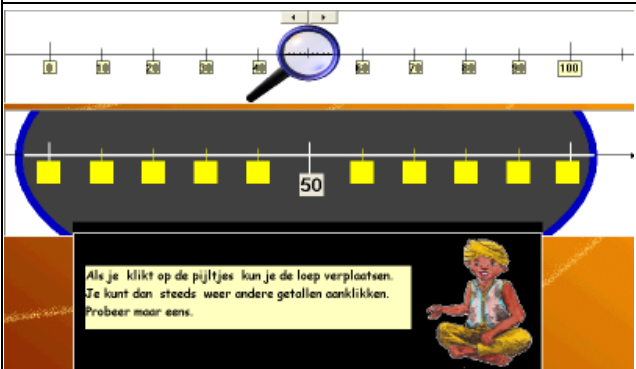 0 10 20 30 40 60 70 80 90 100
50
Als je klikt op de pijltjes kun je de loep verplaatsen.
Je kunt dan steeds weer andere getallen aanklikken.
Probeer maar eens.